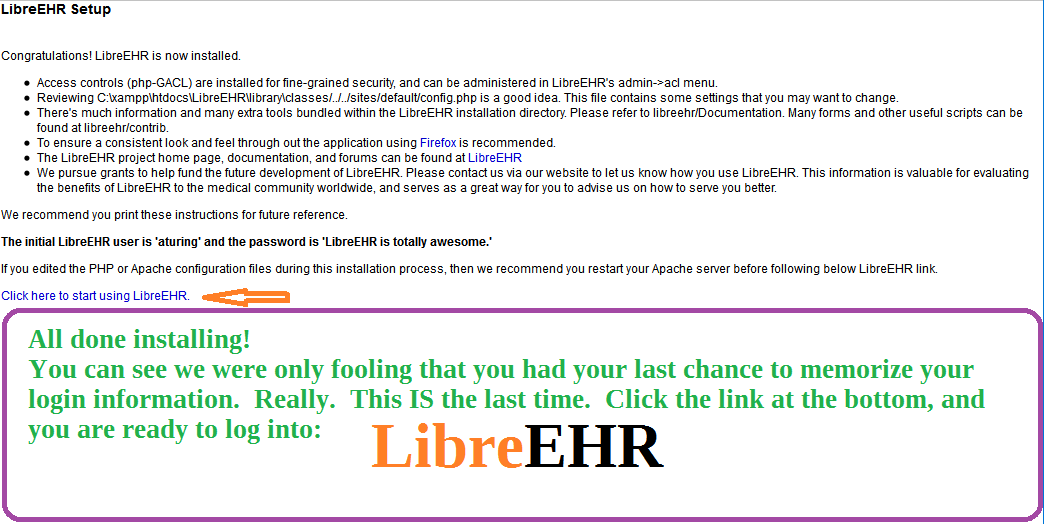 LibreEHR Setup
Congratulations! LibreEHR is now installed.
• Access controls (php-GACL) are installed for fine-grained security, and can be administered in LibreEHR's admin->acl menu.
• Reviewing C:\xampp\htdocs\LibreEHR\library\classes/../../sites/default/config.php is a good idea. This file contains some settings that you may want to change.
• There's much information and many extra tools bundled within the LibreEHR installation directory. Please refer to libreehr/Documentation. Many forms and other useful scripts can be
found at libreehr/contrib.
• To ensure a consistent look and feel through out the application using Firefox is recommended.
• The LibreEHR project home page, documentation, and forums can be found at LibreEHR
• We pursue grants to help fund the future development of LibreEHR. Please contact us via our website to let us know how you use LibreEHR. This information is valuable for evaluating
the benefits of LibreEHR to the medical community worldwide, and serves as a great way for you to advise us on how to serve you better.
We recommend you print these instructions for future reference.
The initial LibreEHR user is 'aturing' and the password is 'LibreEHR is totally awesome.'
If you edited the PHP or Apache configuration files during this installation process, then we recommend you restart your Apache server before following below LibreEHR link.
Click here to start using LibreEHR.
All done installing!
You can see we were only fooling that you had your last chance to memorize your
login information.  Really.  This IS the last time.  Click the link at the bottom, and
you are ready to log into:
LibreEHR